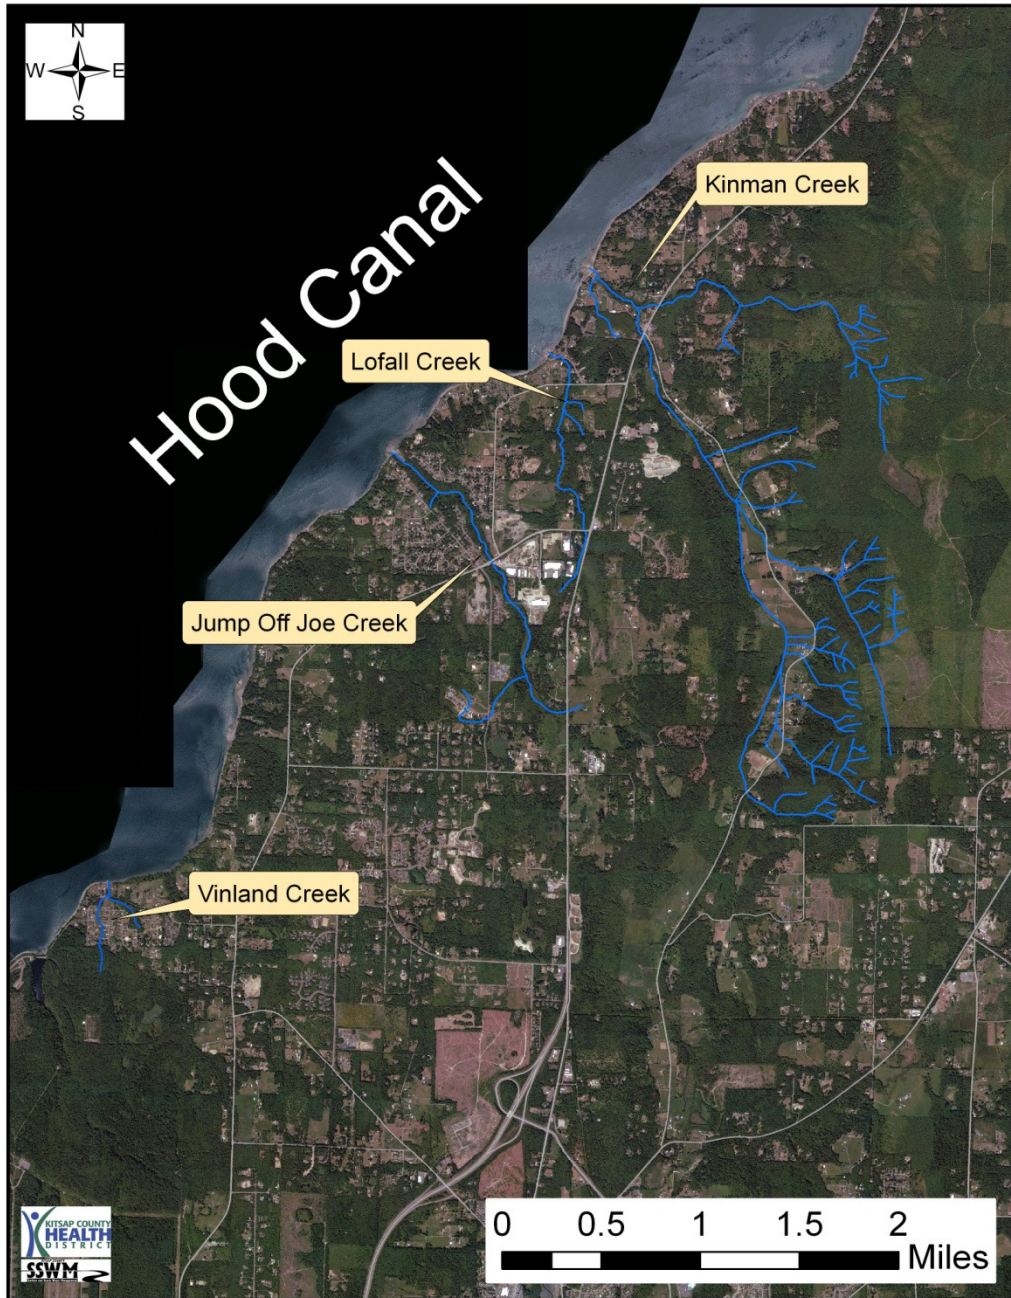 N
W E
S
Kinman Creek
Hood Canal
Lofall Creek
Jump Off Joe Creek
Vinland Creek
KITSAP COUNTY
HEALTH
DISTRICT
SSWM
0 0.5 1 1.5 2
Miles